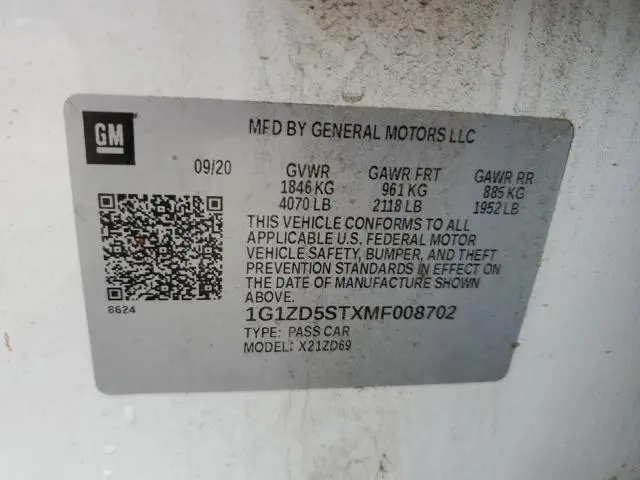 GM
MFD BY GENERAL MOTORS LLC
09/20 GVWR GAWR FRT GAWR RR
1846 KG 961 KG 885 KG
4070 LB 2118 LB 1952 LB
THIS VEHICLE CONFORMS TO ALL
APPLICABLE U.S. FEDERAL MOTOR
VEHICLE SAFETY, BUMPER, AND THEFT
PREVENTION STANDARDS IN EFFECT ON
THE DATE OF MANUFACTURE SHOWN
ABOVE.
8624
1G1ZD5STXMF008702
TYPE: PASS CAR
MODEL: X21ZD69